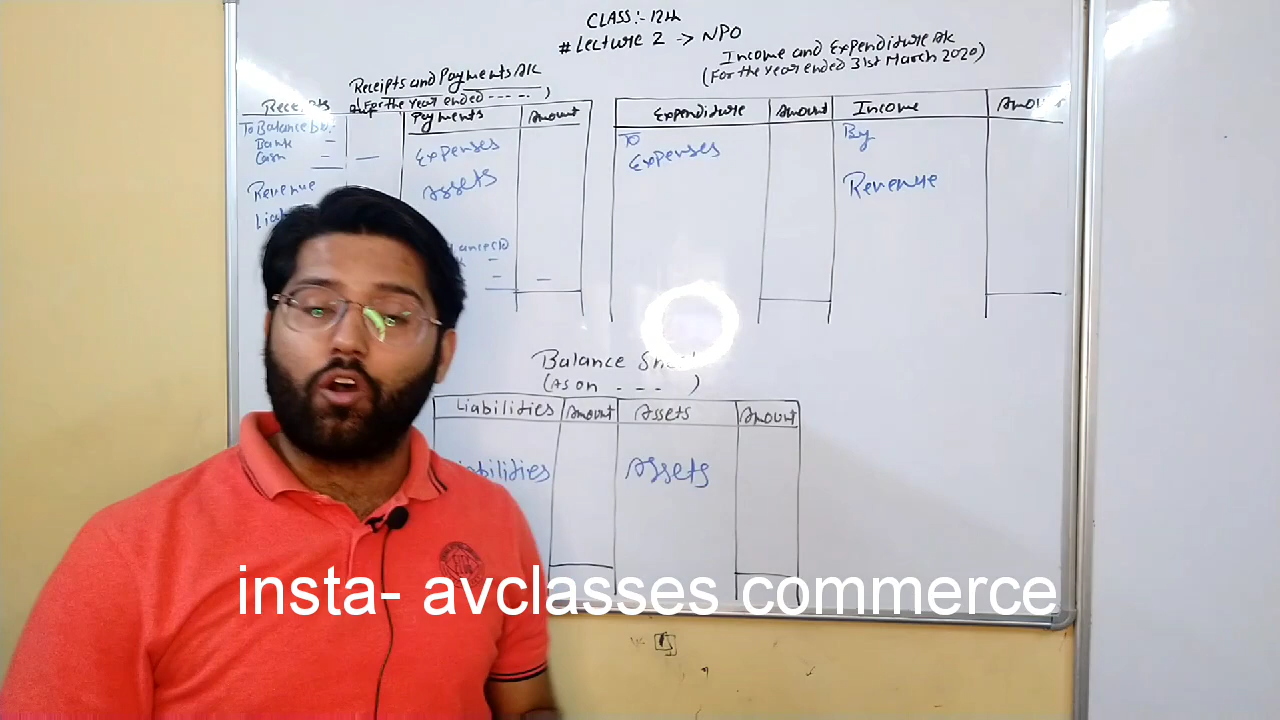 CLASS:- 12th
# Lecture 2 → NPO
Receipts and Payments A/c
For the year ended -----)
Receipts
Payments
Amount
To Balance b/d:-
Bank -
Cash -
Revenue
Expenses
Assets
Income and Expenditure A/c
(For the year ended 31st March 2020)
Expenditure
Amount
Income
Amount
To
Expenses
By
Revenue
Balance
(As on - - - )
Liabilities
Amount
Assets
Amount
Assets
insta- avclasses commerce